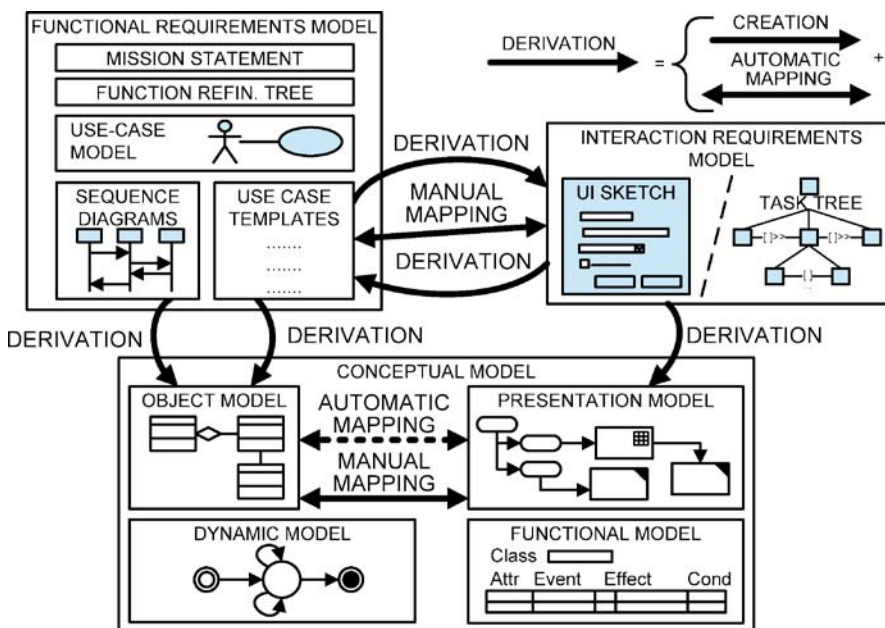 FUNCTIONAL REQUIREMENTS MODEL
MISSION STATEMENT
FUNCTION REFIN. TREE
USE-CASE
MODEL
SEQUENCE
DIAGRAMS
USE CASE
TEMPLATES
.......
.......
.......
DERIVATION
=
CREATION
+
AUTOMATIC
MAPPING
DERIVATION
MANUAL
MAPPING
DERIVATION
INTERACTION REQUIREMENTS
MODEL
UI SKETCH
TASK TREE
[ ]>>
[ ]>>
[ ]
...
DERIVATION
DERIVATION
DERIVATION
CONCEPTUAL MODEL
OBJECT MODEL
AUTOMATIC
MAPPING
MANUAL
MAPPING
PRESENTATION MODEL
DYNAMIC MODEL
FUNCTIONAL MODEL
Class
Attr Event Effect Cond